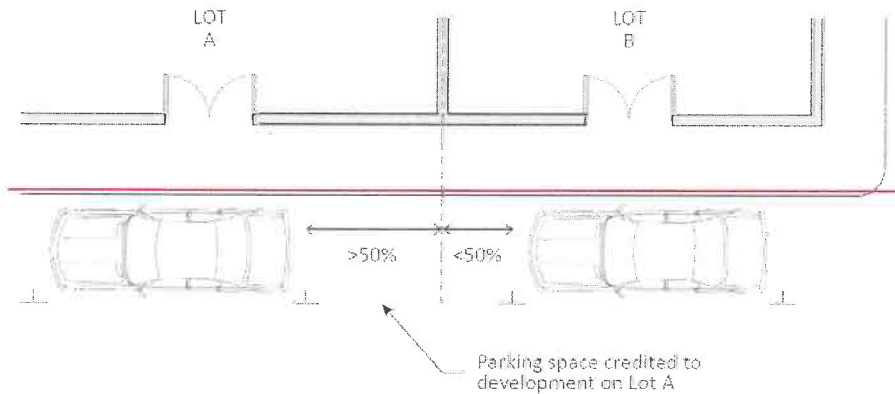 LOT
A
LOT
B
>50%
<50%
Parking space credited to
development on Lot A